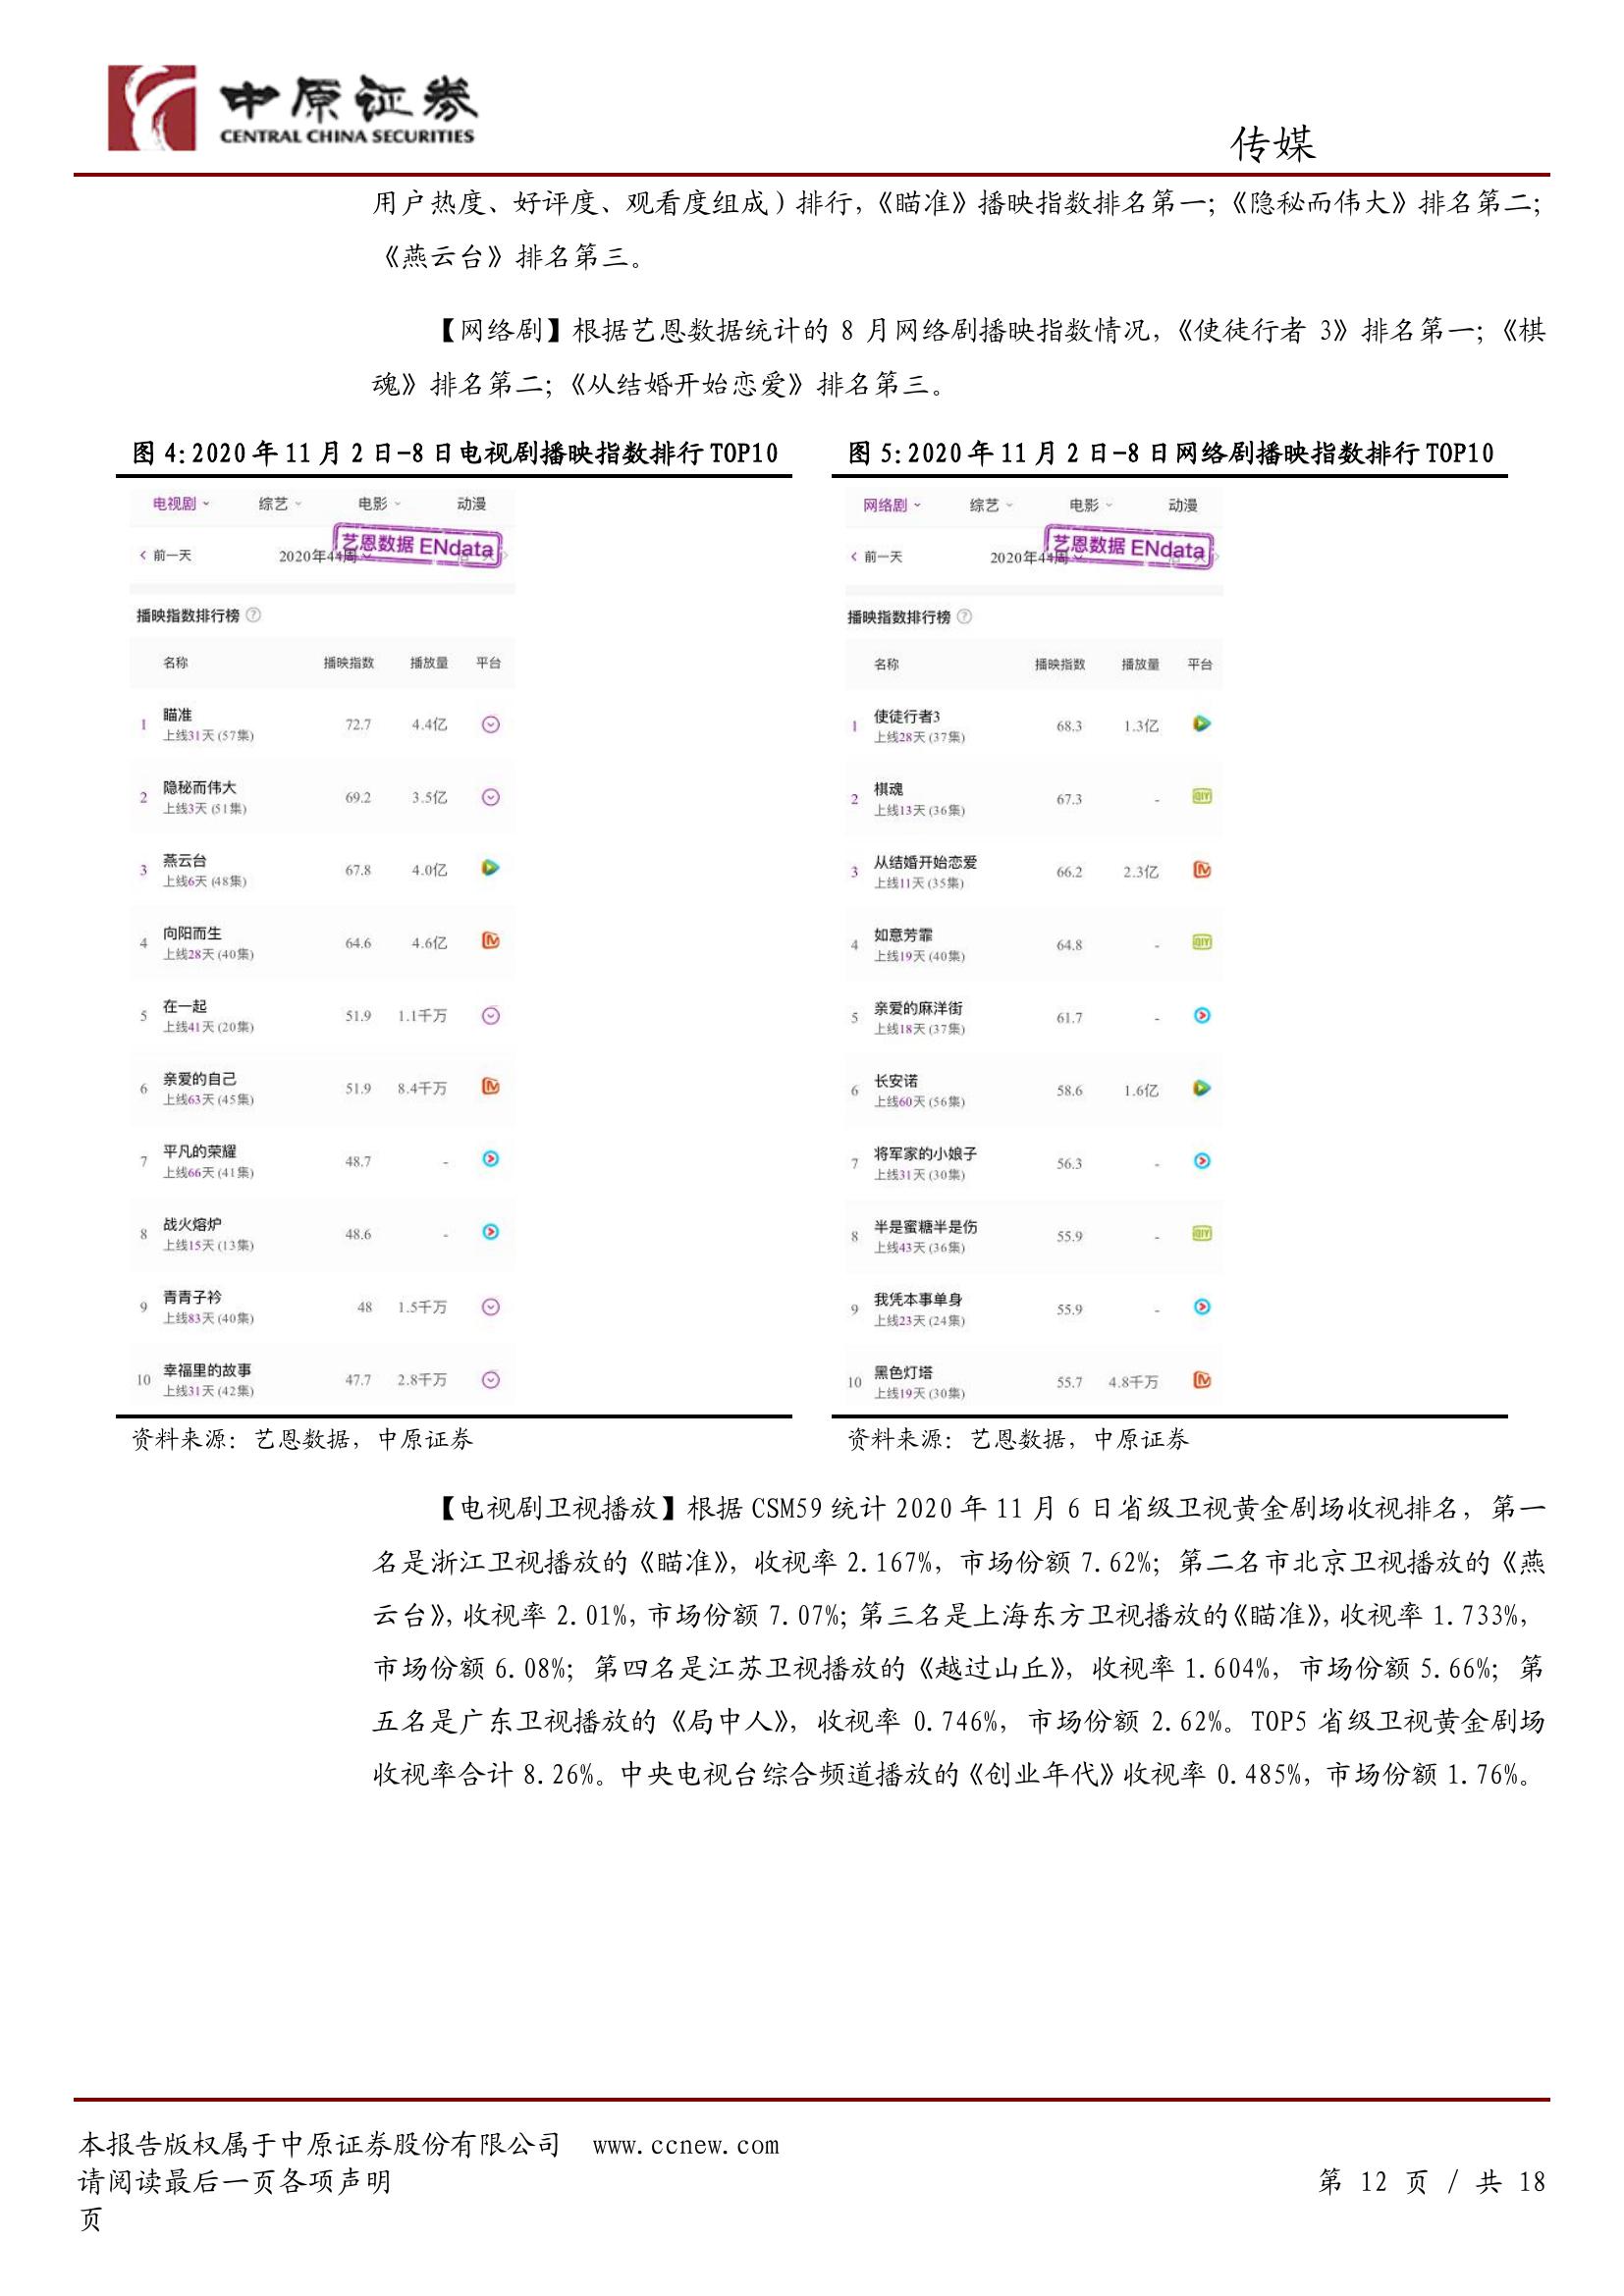 中原证券
CENTRAL CHINA SECURITIES
传媒
用户热度、好评度、观看度组成）排行，《瞄准》播映指数排名第一；《隐秘而伟大》排名第二；
《燕云台》排名第三。
【网络剧】根据艺恩数据统计的 8 月网络剧播映指数情况，《使徒行者 3》排名第一；《棋
魂》排名第二；《从结婚开始恋爱》排名第三。
图 4：2020 年 11 月 2 日-8 日电视剧播映指数排行 TOP10
电视剧 综艺 电影 动漫
艺恩数据 ENdata
前一天 2020年44周
播映指数排行榜 ?
名称 播映指数 播放量 平台
1 瞄准 72.7 4.4亿
上线31天 (57集)
2 隐秘而伟大 69.2 3.5亿
上线3天 (51集)
3 燕云台 67.8 4.0亿
上线6天 (48集)
4 向阳而生 64.6 4.6亿
上线28天 (40集)
5 在一起 51.9 1.1千万
上线41天 (20集)
6 亲爱的自己 51.9 8.4千万
上线63天 (45集)
7 平凡的荣耀 48.7 -
上线66天 (41集)
8 战火熔炉 48.6 -
上线15天 (13集)
9 青青子衿 48 1.5千万
上线83天 (40集)
10 幸福里的故事 47.7 2.8千万
上线31天 (42集)
资料来源：艺恩数据，中原证券
图 5：2020 年 11 月 2 日-8 日网络剧播映指数排行 TOP10
网络剧 综艺 电影 动漫
艺恩数据 ENdata
前一天 2020年44周
播映指数排行榜 ?
名称 播映指数 播放量 平台
1 使徒行者3 68.3 1.3亿
上线28天 (37集)
2 棋魂 67.3 - QIY
上线13天 (36集)
3 从结婚开始恋爱 66.2 2.3亿
上线11天 (35集)
4 如意芳霏 64.8 - QIY
上线19天 (40集)
5 亲爱的麻洋街 61.7 -
上线18天 (37集)
6 长安诺 58.6 1.6亿
上线60天 (56集)
7 将军家的小娘子 56.3 -
上线31天 (30集)
8 半是蜜糖半是伤 55.9 - QIY
上线43天 (36集)
9 我凭本事单身 55.9 -
上线23天 (24集)
10 黑色灯塔 55.7 4.8千万
上线19天 (30集)
资料来源：艺恩数据，中原证券
【电视剧卫视播放】根据 CSM59 统计 2020 年 11 月 6 日省级卫视黄金剧场收视排名，第一
名是浙江卫视播放的《瞄准》，收视率 2.167%，市场份额 7.62%；第二名市北京卫视播放的《燕
云台》，收视率 2.01%，市场份额 7.07%；第三名是上海东方卫视播放的《瞄准》，收视率 1.733%，
市场份额 6.08%；第四名是江苏卫视播放的《越过山丘》，收视率 1.604%，市场份额 5.66%；第
五名是广东卫视播放的《局中人》，收视率 0.746%，市场份额 2.62%。TOP5 省级卫视黄金剧场
收视率合计 8.26%。中央电视台综合频道播放的《创业年代》收视率 0.485%，市场份额 1.76%。
本报告版权属于中原证券股份有限公司 www.ccnew.com
请阅读最后一页各项声明 第 12 页 / 共 18
页